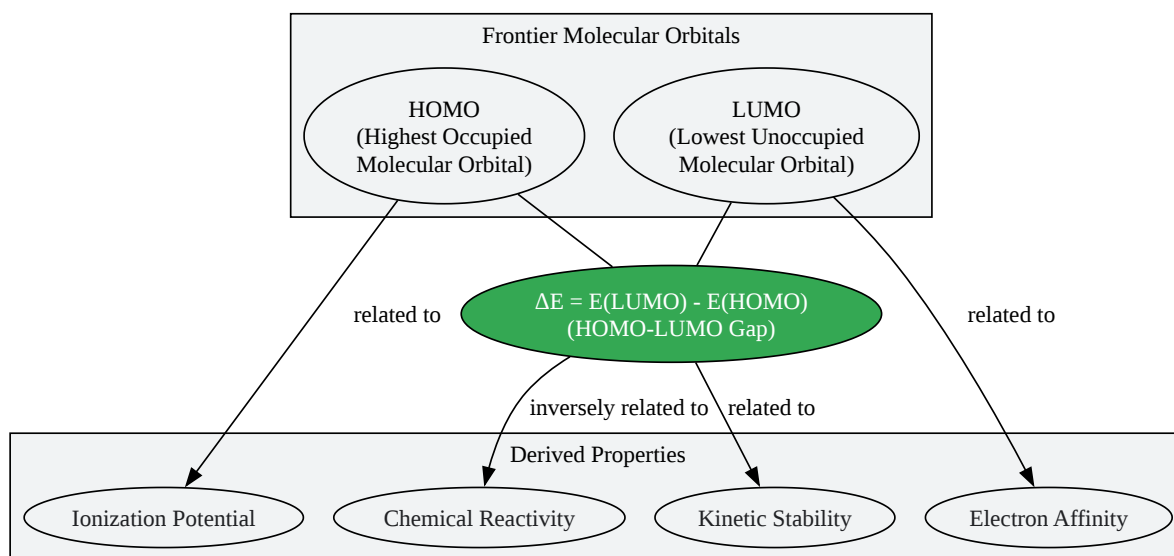 Frontier Molecular Orbitals
HOMO
(Highest Occupied
Molecular Orbital)
LUMO
(Lowest Unoccupied
Molecular Orbital)
ΔE = E(LUMO) - E(HOMO)
(HOMO-LUMO Gap)
related to
related to
inversely related to
related to
Derived Properties
Ionization Potential
Chemical Reactivity
Kinetic Stability
Electron Affinity